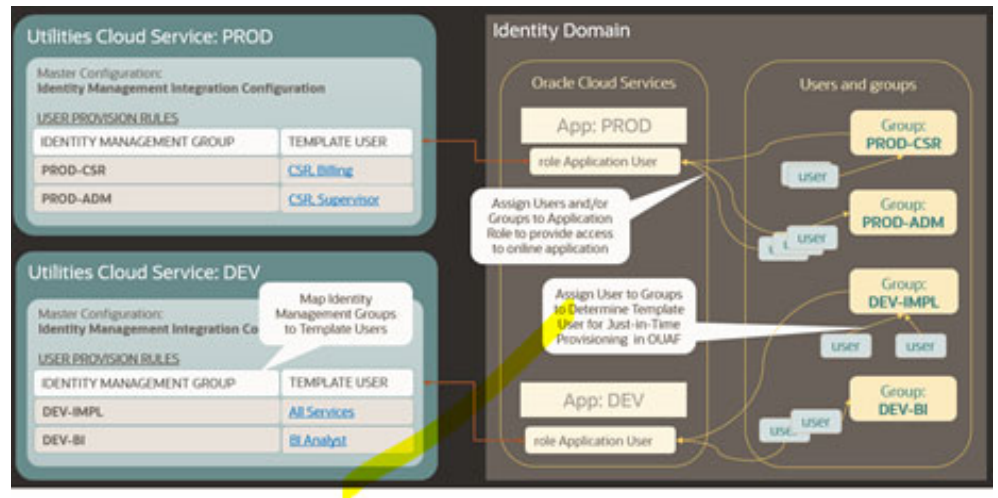 Utilities Cloud Service: PROD
Master Configuration:
Identity Management Integration Configuration
USER PROVISION RULES
IDENTITY MANAGEMENT GROUP
TEMPLATE USER
PROD-CSR
CSR, Billing
PROD-ADM
CSR, Supervisor
Utilities Cloud Service: DEV
Master Configuration:
Identity Management Integration Co
Map Identity
Management Groups
to Template Users
USER PROVISION RULES
IDENTITY MANAGEMENT GROUP
TEMPLATE USER
DEV-IMPL
All Services
DEV-BI
BI Analyst
Identity Domain
Oracle Cloud Services
App: PROD
role Application User
Assign Users and/or
Groups to Application
Role to provide access
to online application
Assign User to Groups
to Determine Template
User for Just-in-Time
Provisioning in OUAF
App: DEV
role Application User
Users and groups
Group:
PROD-CSR
user
Group:
PROD-ADM
user
Group:
DEV-IMPL
user
user
Group:
DEV-BI
user